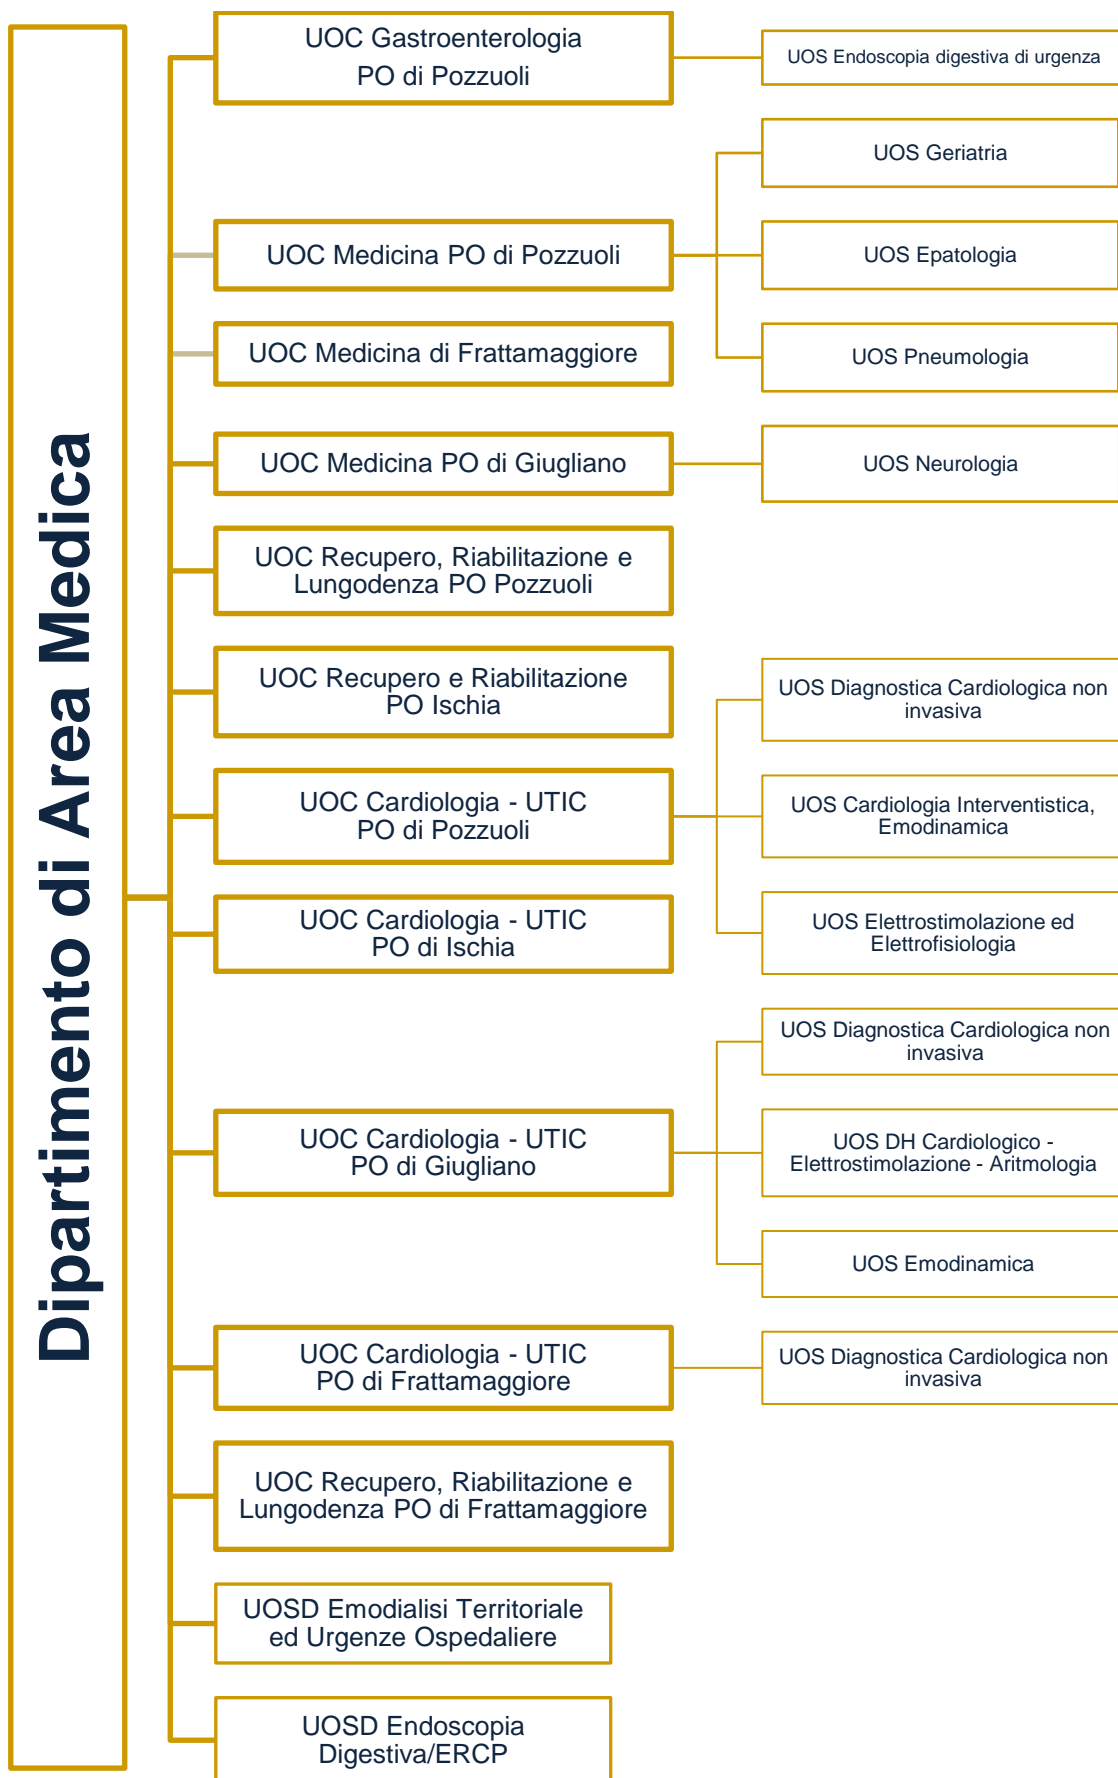 Dipartimento di Area Medica
UOC Gastroenterologia
PO di Pozzuoli
UOS Endoscopia digestiva di urgenza
UOC Medicina PO di Pozzuoli
UOS Geriatria
UOS Epatologia
UOS Pneumologia
UOC Medicina di Frattamaggiore
UOC Medicina PO di Giugliano
UOS Neurologia
UOC Recupero, Riabilitazione e
Lungodenza PO Pozzuoli
UOC Recupero e Riabilitazione
PO Ischia
UOC Cardiologia - UTIC
PO di Pozzuoli
UOS Diagnostica Cardiologica non
invasiva
UOS Cardiologia Interventistica,
Emodinamica
UOS Elettrostimolazione ed
Elettrofisiologia
UOC Cardiologia - UTIC
PO di Ischia
UOC Cardiologia - UTIC
PO di Giugliano
UOS Diagnostica Cardiologica non
invasiva
UOS DH Cardiologico -
Elettrostimolazione - Aritmologia
UOS Emodinamica
UOC Cardiologia - UTIC
PO di Frattamaggiore
UOS Diagnostica Cardiologica non
invasiva
UOC Recupero, Riabilitazione e
Lungodenza PO di Frattamaggiore
UOSD Emodialisi Territoriale
ed Urgenze Ospedaliere
UOSD Endoscopia
Digestiva/ERCP